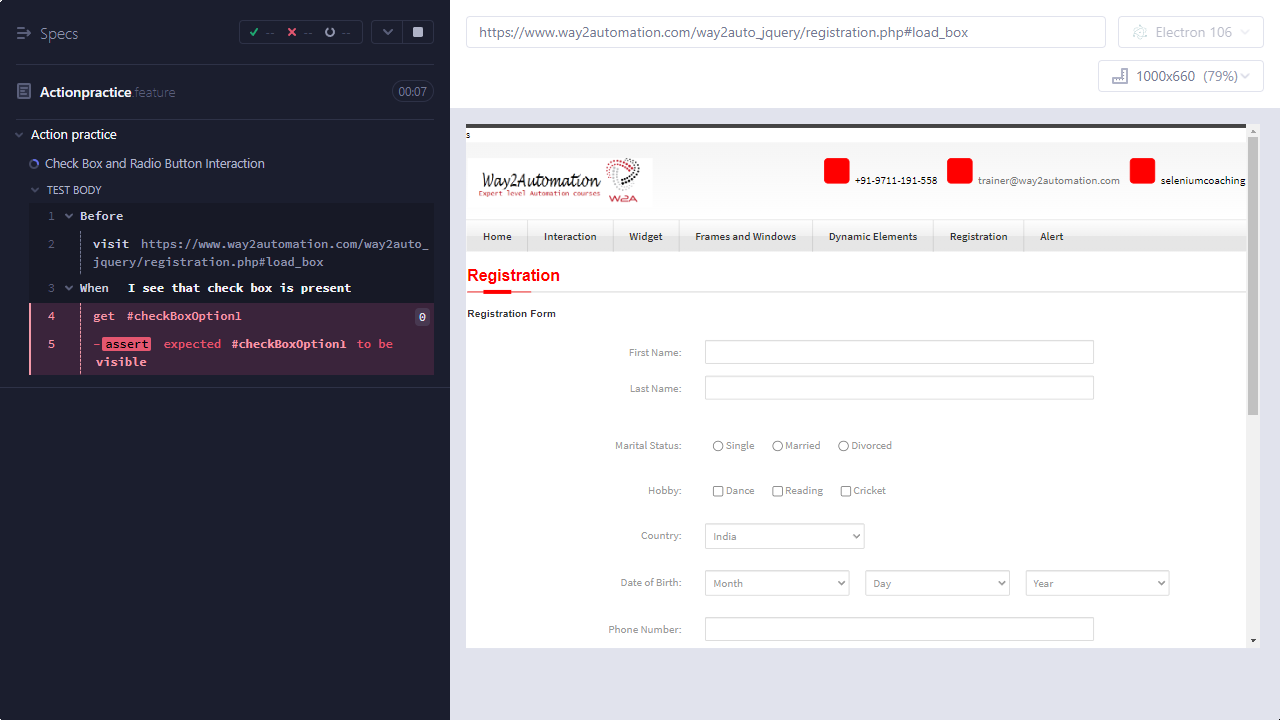 Specs
-- -- --
Actionpractice.feature 00:07
Action practice
Check Box and Radio Button Interaction
TEST BODY
1 Before
2 visit https://www.way2automation.com/way2auto_
jquery/registration.php#load_box
3 When I see that check box is present
4 get #checkBoxOption1 0
5 -assert expected #checkBoxOption1 to be
visible
https://www.way2automation.com/way2auto_jquery/registration.php#load_box
Electron 106
1000x660 (79%)
s
Way2Automation
Expert level Automation courses
W2A
+91-9711-191-558 trainer@way2automation.com seleniumcoaching
Home Interaction Widget Frames and Windows Dynamic Elements Registration Alert
Registration
Registration Form
First Name:
Last Name:
Marital Status: Single Married Divorced
Hobby: Dance Reading Cricket
Country: India
Date of Birth: Month Day Year
Phone Number: